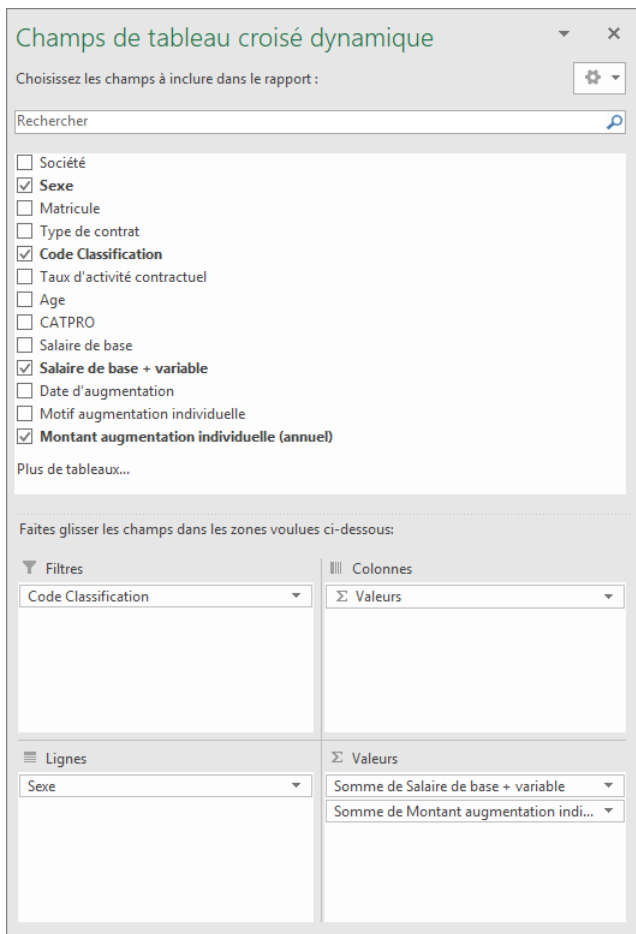 Champs de tableau croisé dynamique
Choisissez les champs à inclure dans le rapport :
Rechercher
Société
Sexe
Matricule
Type de contrat
Code Classification
Taux d'activité contractuel
Age
CATPRO
Salaire de base
Salaire de base + variable
Date d'augmentation
Motif augmentation individuelle
Montant augmentation individuelle (annuel)
Plus de tableaux...
Faites glisser les champs dans les zones voulues ci-dessous:
Filtres
Code Classification
Colonnes
Σ Valeurs
Lignes
Sexe
Σ Valeurs
Somme de Salaire de base + variable
Somme de Montant augmentation indi...